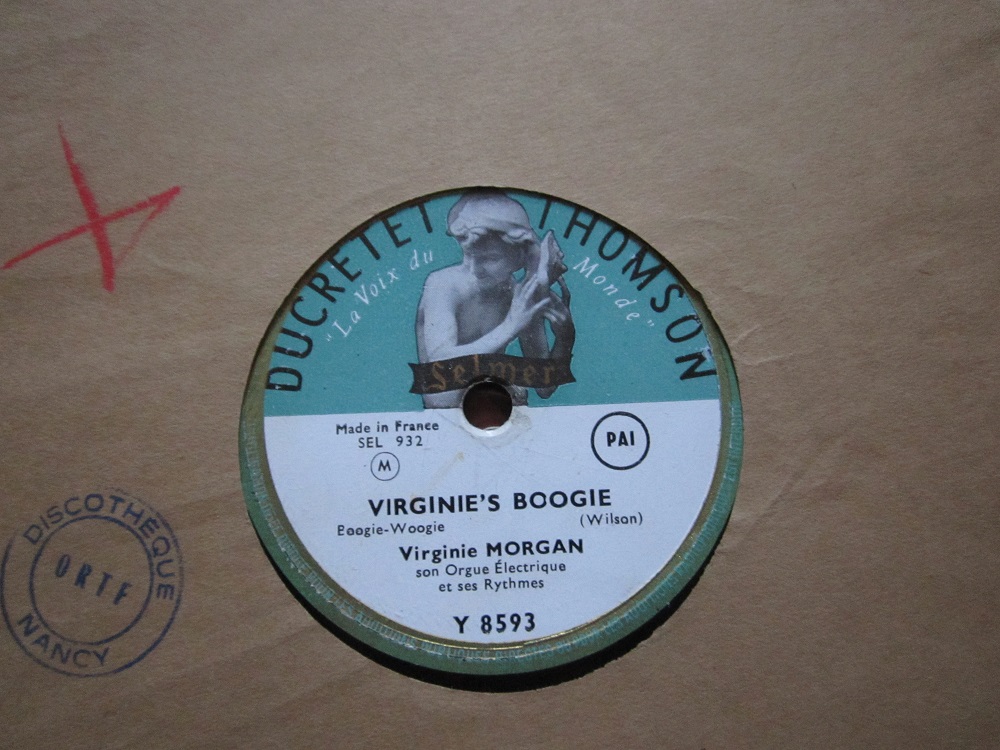 DUCRETET THOMSON
"La Voix du Monde"
Selmer
Made in France
SEL 932
M
PAI
VIRGINIE'S BOOGIE
Boogie-Woogie (Wilson)
Virginie MORGAN
son Orgue Électrique
et ses Rythmes
Y 8593
DISCOTHÈQUE
ORTF
NANCY